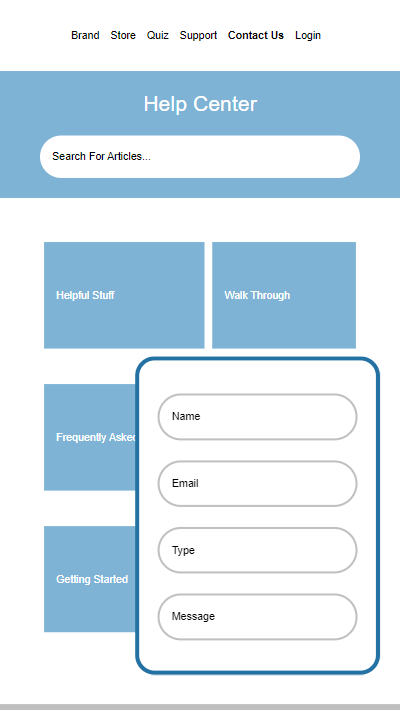 Brand Store Quiz Support Contact Us Login
Help Center
Search For Articles...
Helpful Stuff
Walk Through
Frequently Asked
Getting Started
Name
Email
Type
Message